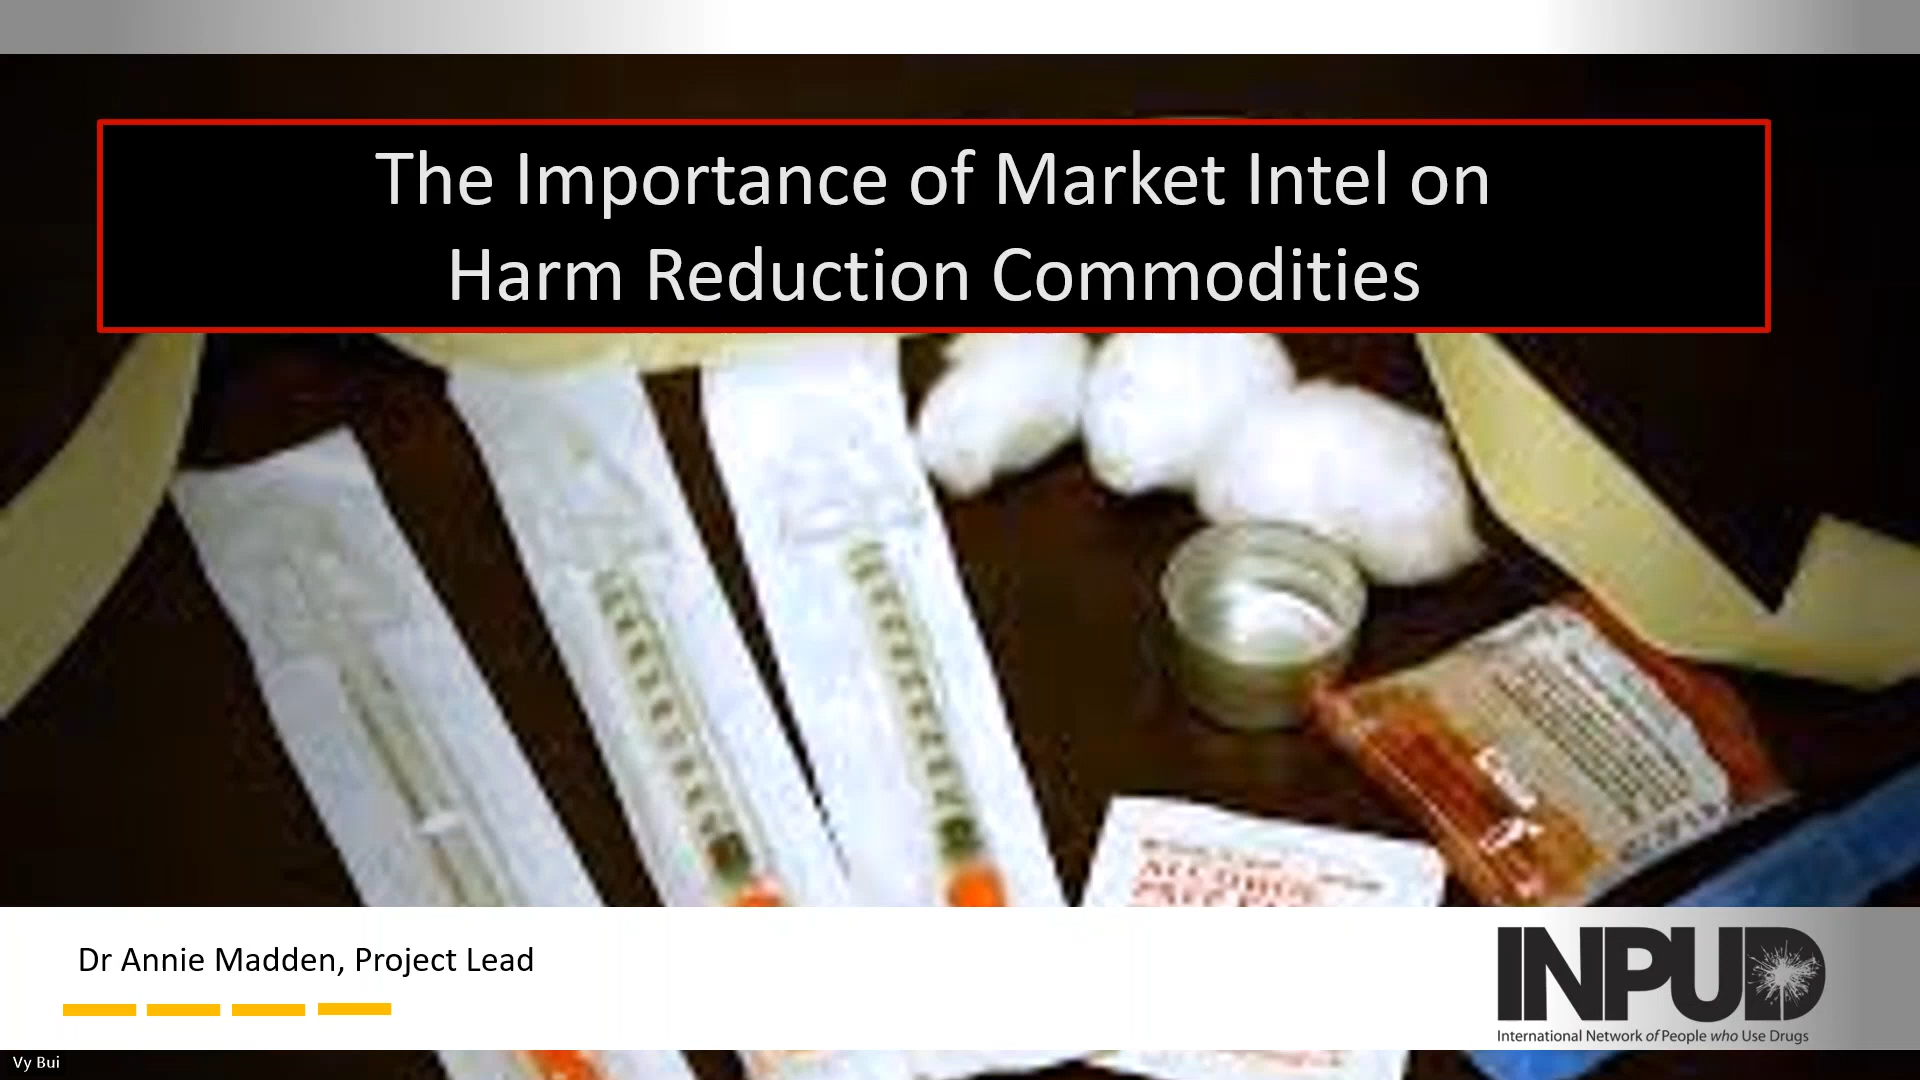 The Importance of Market Intel on
Harm Reduction Commodities
Dr Annie Madden, Project Lead
INPUD
International Network of People who Use Drugs
Vy Bui